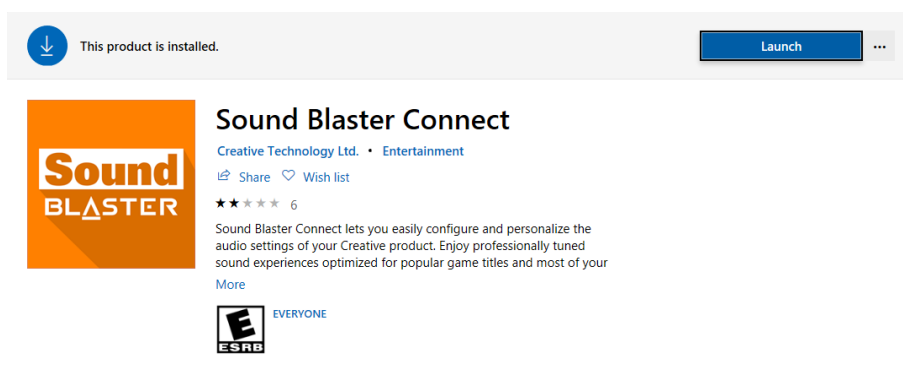 This product is installed.
Launch
Sound Blaster Connect
Creative Technology Ltd. • Entertainment
Share Wish list
6
Sound Blaster Connect lets you easily configure and personalize the
audio settings of your Creative product. Enjoy professionally tuned
sound experiences optimized for popular game titles and most of your
More
Sound
BLASTER
E
ESRB
EVERYONE